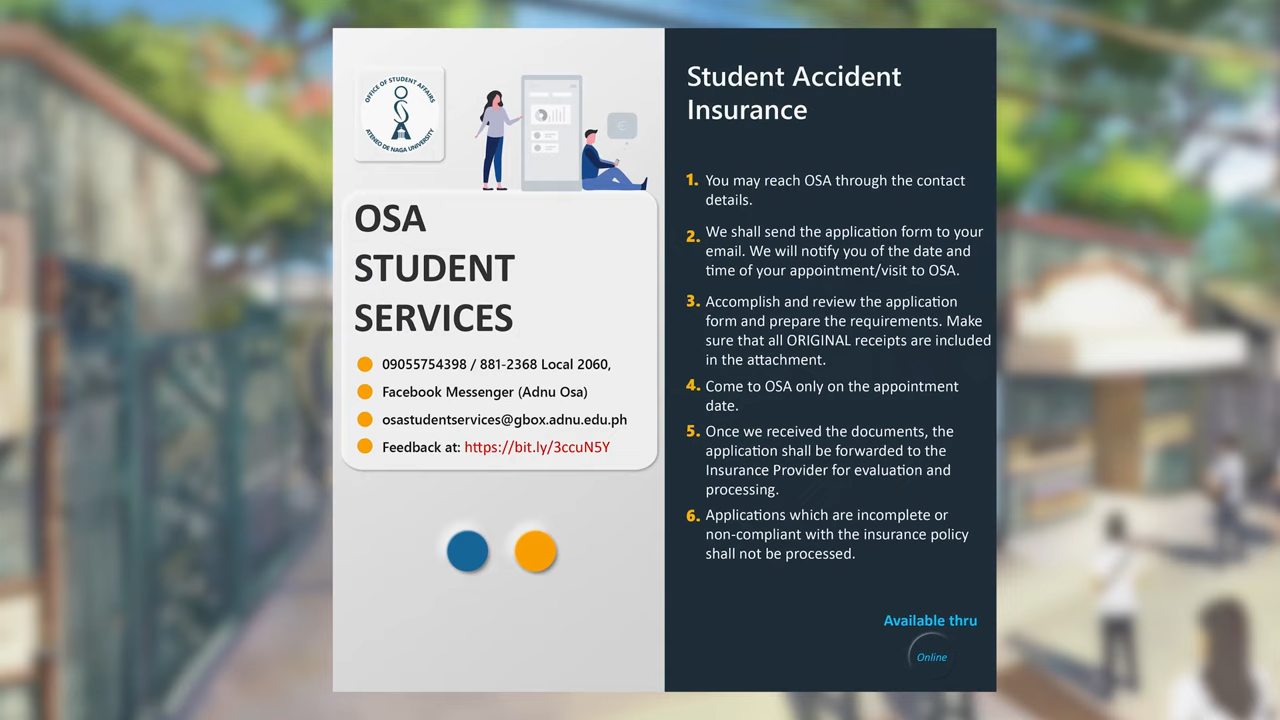 OFFICE OF STUDENT AFFAIRS
ATENEO DE NAGA UNIVERSITY
OSA
STUDENT
SERVICES
09055754398 / 881-2368 Local 2060,
Facebook Messenger (Adnu Osa)
osastudentservices@gbox.adnu.edu.ph
Feedback at: https://bit.ly/3ccuN5Y
Student Accident
Insurance
1. You may reach OSA through the contact
details.
2. We shall send the application form to your
email. We will notify you of the date and
time of your appointment/visit to OSA.
3. Accomplish and review the application
form and prepare the requirements. Make
sure that all ORIGINAL receipts are included
in the attachment.
4. Come to OSA only on the appointment
date.
5. Once we received the documents, the
application shall be forwarded to the
Insurance Provider for evaluation and
processing.
6. Applications which are incomplete or
non-compliant with the insurance policy
shall not be processed.
Available thru
Online